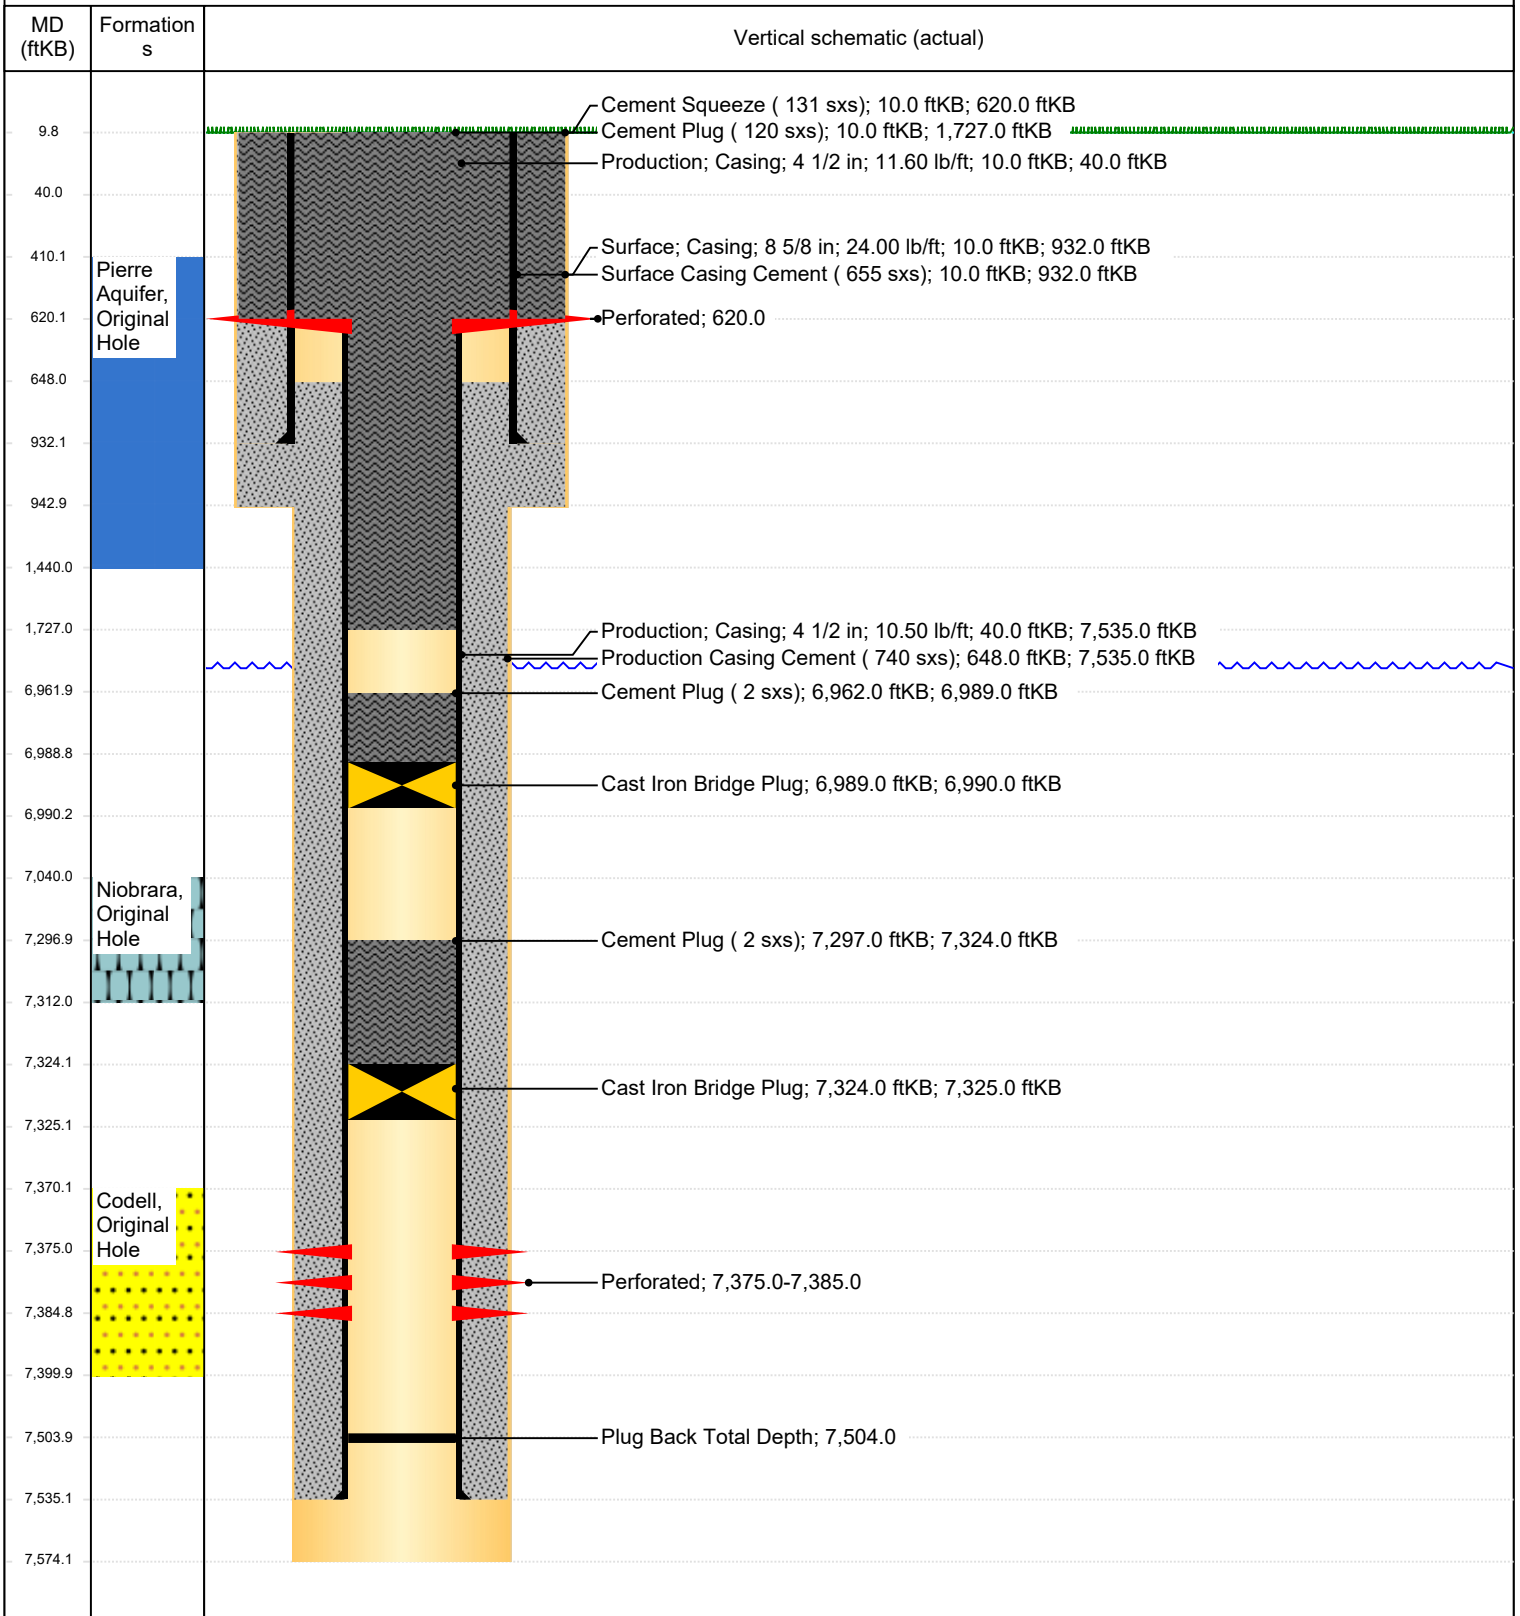 MD
(ftKB)
Formation
s
Vertical schematic (actual)
Cement Squeeze ( 131 sxs); 10.0 ftKB; 620.0 ftKB
9.8
Cement Plug ( 120 sxs); 10.0 ftKB; 1,727.0 ftKB
Production; Casing; 4 1/2 in; 11.60 lb/ft; 10.0 ftKB; 40.0 ftKB
40.0
Surface; Casing; 8 5/8 in; 24.00 lb/ft; 10.0 ftKB; 932.0 ftKB
410.1
Surface Casing Cement ( 655 sxs); 10.0 ftKB; 932.0 ftKB
Pierre
Aquifer,
Original
Hole
620.1
Perforated; 620.0
648.0
932.1
942.9
1,440.0
1,727.0
Production; Casing; 4 1/2 in; 10.50 lb/ft; 40.0 ftKB; 7,535.0 ftKB
Production Casing Cement ( 740 sxs); 648.0 ftKB; 7,535.0 ftKB
6,961.9
Cement Plug ( 2 sxs); 6,962.0 ftKB; 6,989.0 ftKB
6,988.8
Cast Iron Bridge Plug; 6,989.0 ftKB; 6,990.0 ftKB
6,990.2
7,040.0
Niobrara,
Original
Hole
7,296.9
Cement Plug ( 2 sxs); 7,297.0 ftKB; 7,324.0 ftKB
7,312.0
7,324.1
Cast Iron Bridge Plug; 7,324.0 ftKB; 7,325.0 ftKB
7,325.1
7,370.1
Codell,
Original
Hole
7,375.0
Perforated; 7,375.0-7,385.0
7,384.8
7,399.9
7,503.9
Plug Back Total Depth; 7,504.0
7,535.1
7,574.1